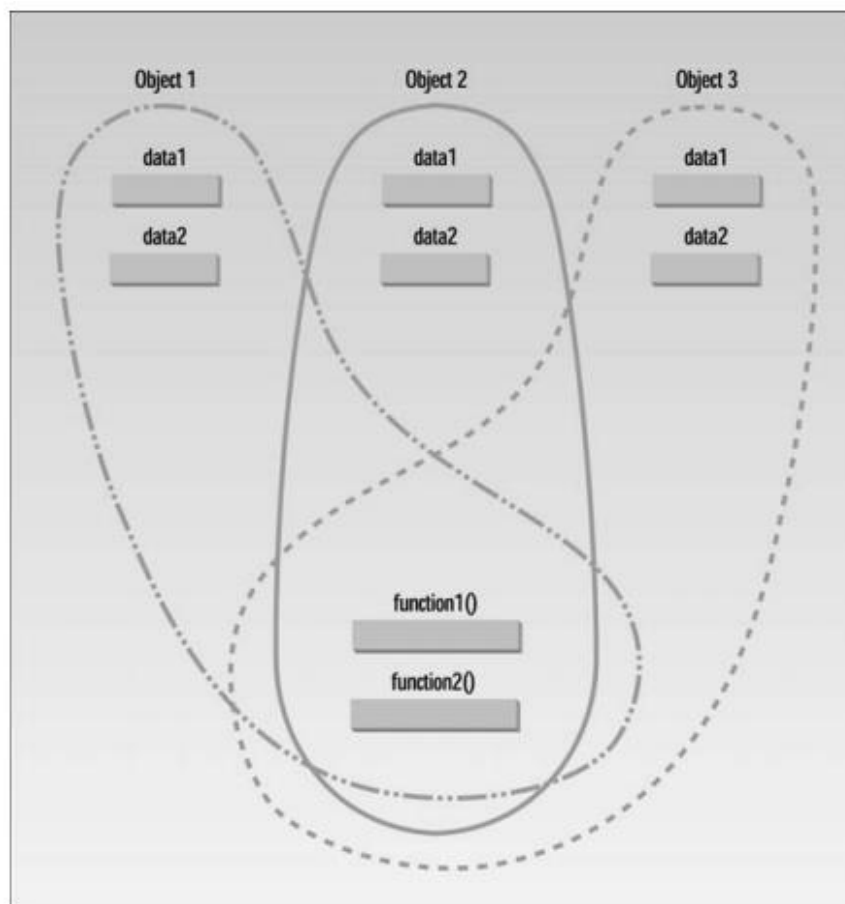 Object 1 Object 2 Object 3
data1 data1 data1
data2 data2 data2
function1()
function2()